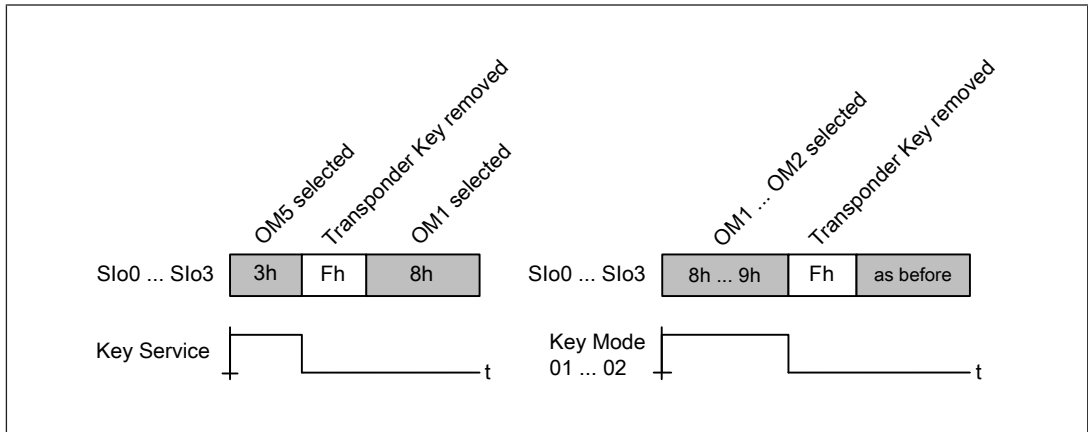 OM5 selected
Transponder Key removed
OM1 selected
SIo0 ... SIo3
3h
Fh
8h
Key Service
t
OM1 ... OM2 selected
Transponder Key removed
SIo0 ... SIo3
8h ... 9h
Fh
as before
Key Mode
01 ... 02
t